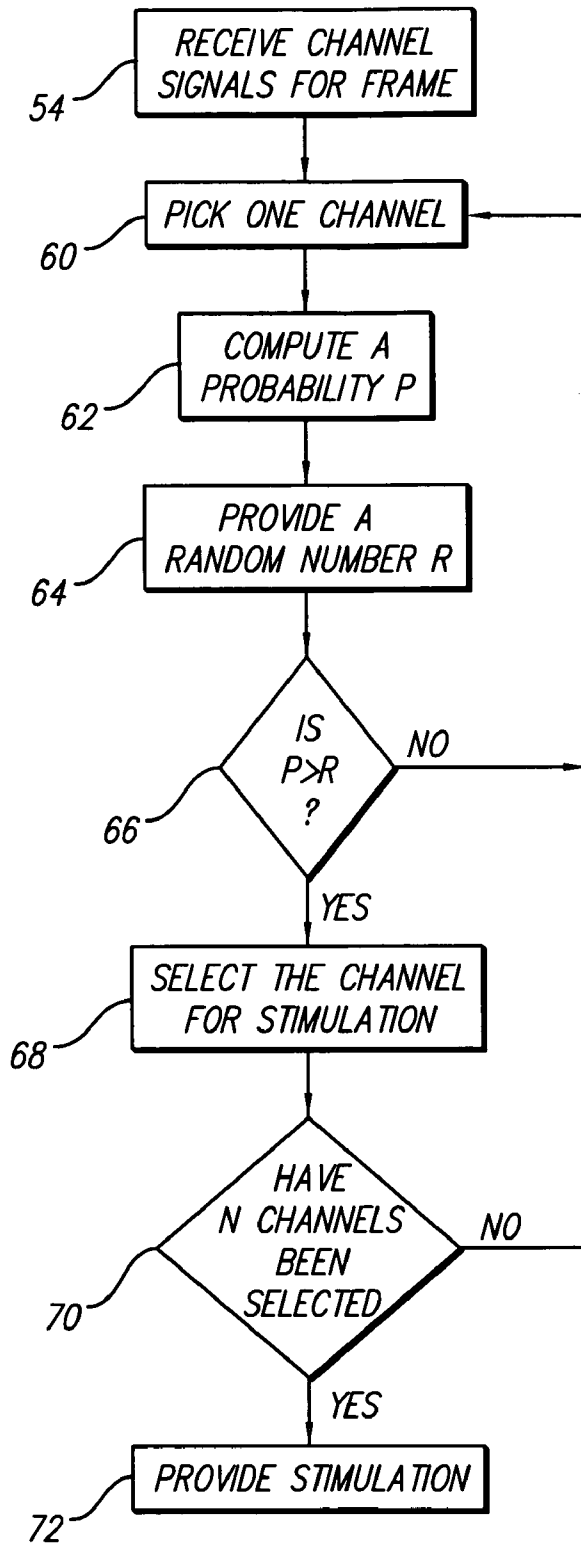 RECEIVE CHANNEL
SIGNALS FOR FRAME
54
PICK ONE CHANNEL
60
COMPUTE A
PROBABILITY P
62
PROVIDE A
RANDOM NUMBER R
64
IS
P>R
?
NO
66
YES
SELECT THE CHANNEL
FOR STIMULATION
68
HAVE
N CHANNELS
BEEN
SELECTED
NO
70
YES
PROVIDE STIMULATION
72